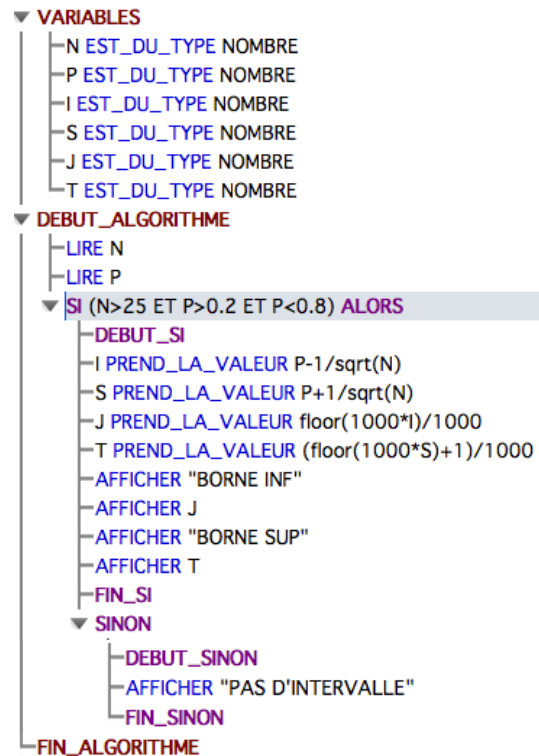 VARIABLES
N EST_DU_TYPE NOMBRE
P EST_DU_TYPE NOMBRE
I EST_DU_TYPE NOMBRE
S EST_DU_TYPE NOMBRE
J EST_DU_TYPE NOMBRE
T EST_DU_TYPE NOMBRE
DEBUT_ALGORITHME
LIRE N
LIRE P
SI (N>25 ET P>0.2 ET P<0.8) ALORS
DEBUT_SI
I PREND_LA_VALEUR P-1/sqrt(N)
S PREND_LA_VALEUR P+1/sqrt(N)
J PREND_LA_VALEUR floor(1000*I)/1000
T PREND_LA_VALEUR (floor(1000*S)+1)/1000
AFFICHER "BORNE INF"
AFFICHER J
AFFICHER "BORNE SUP"
AFFICHER T
FIN_SI
SINON
DEBUT_SINON
AFFICHER "PAS D'INTERVALLE"
FIN_SINON
FIN_ALGORITHME